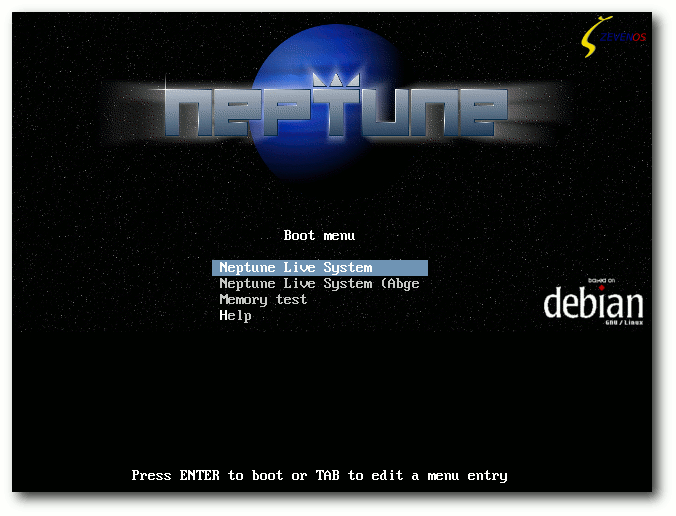 ZEVENOS
NEPTUNE
Boot menu
Neptune Live System
Neptune Live System (Abge
Memory test
Help
based on
debian
GNU / Linux
Press ENTER to boot or TAB to edit a menu entry